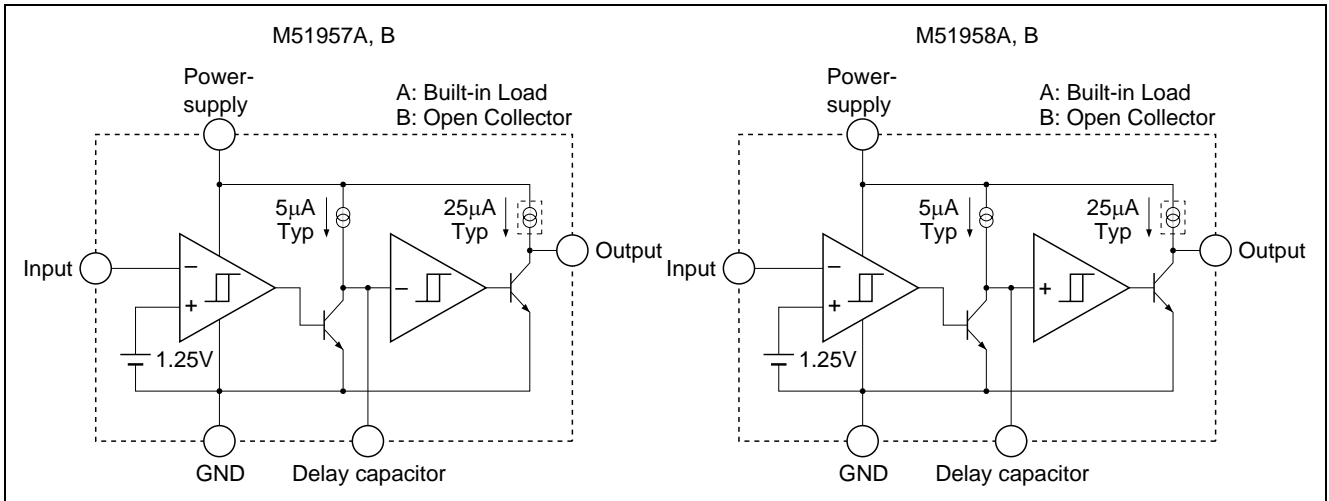 M51957A, B
Power-
supply
A: Built-in Load
B: Open Collector
5μA
Typ
25μA
Typ
Input
−
+
1.25V
−
Output
GND
Delay capacitor
M51958A, B
Power-
supply
A: Built-in Load
B: Open Collector
5μA
Typ
25μA
Typ
Input
−
+
1.25V
+
Output
GND
Delay capacitor